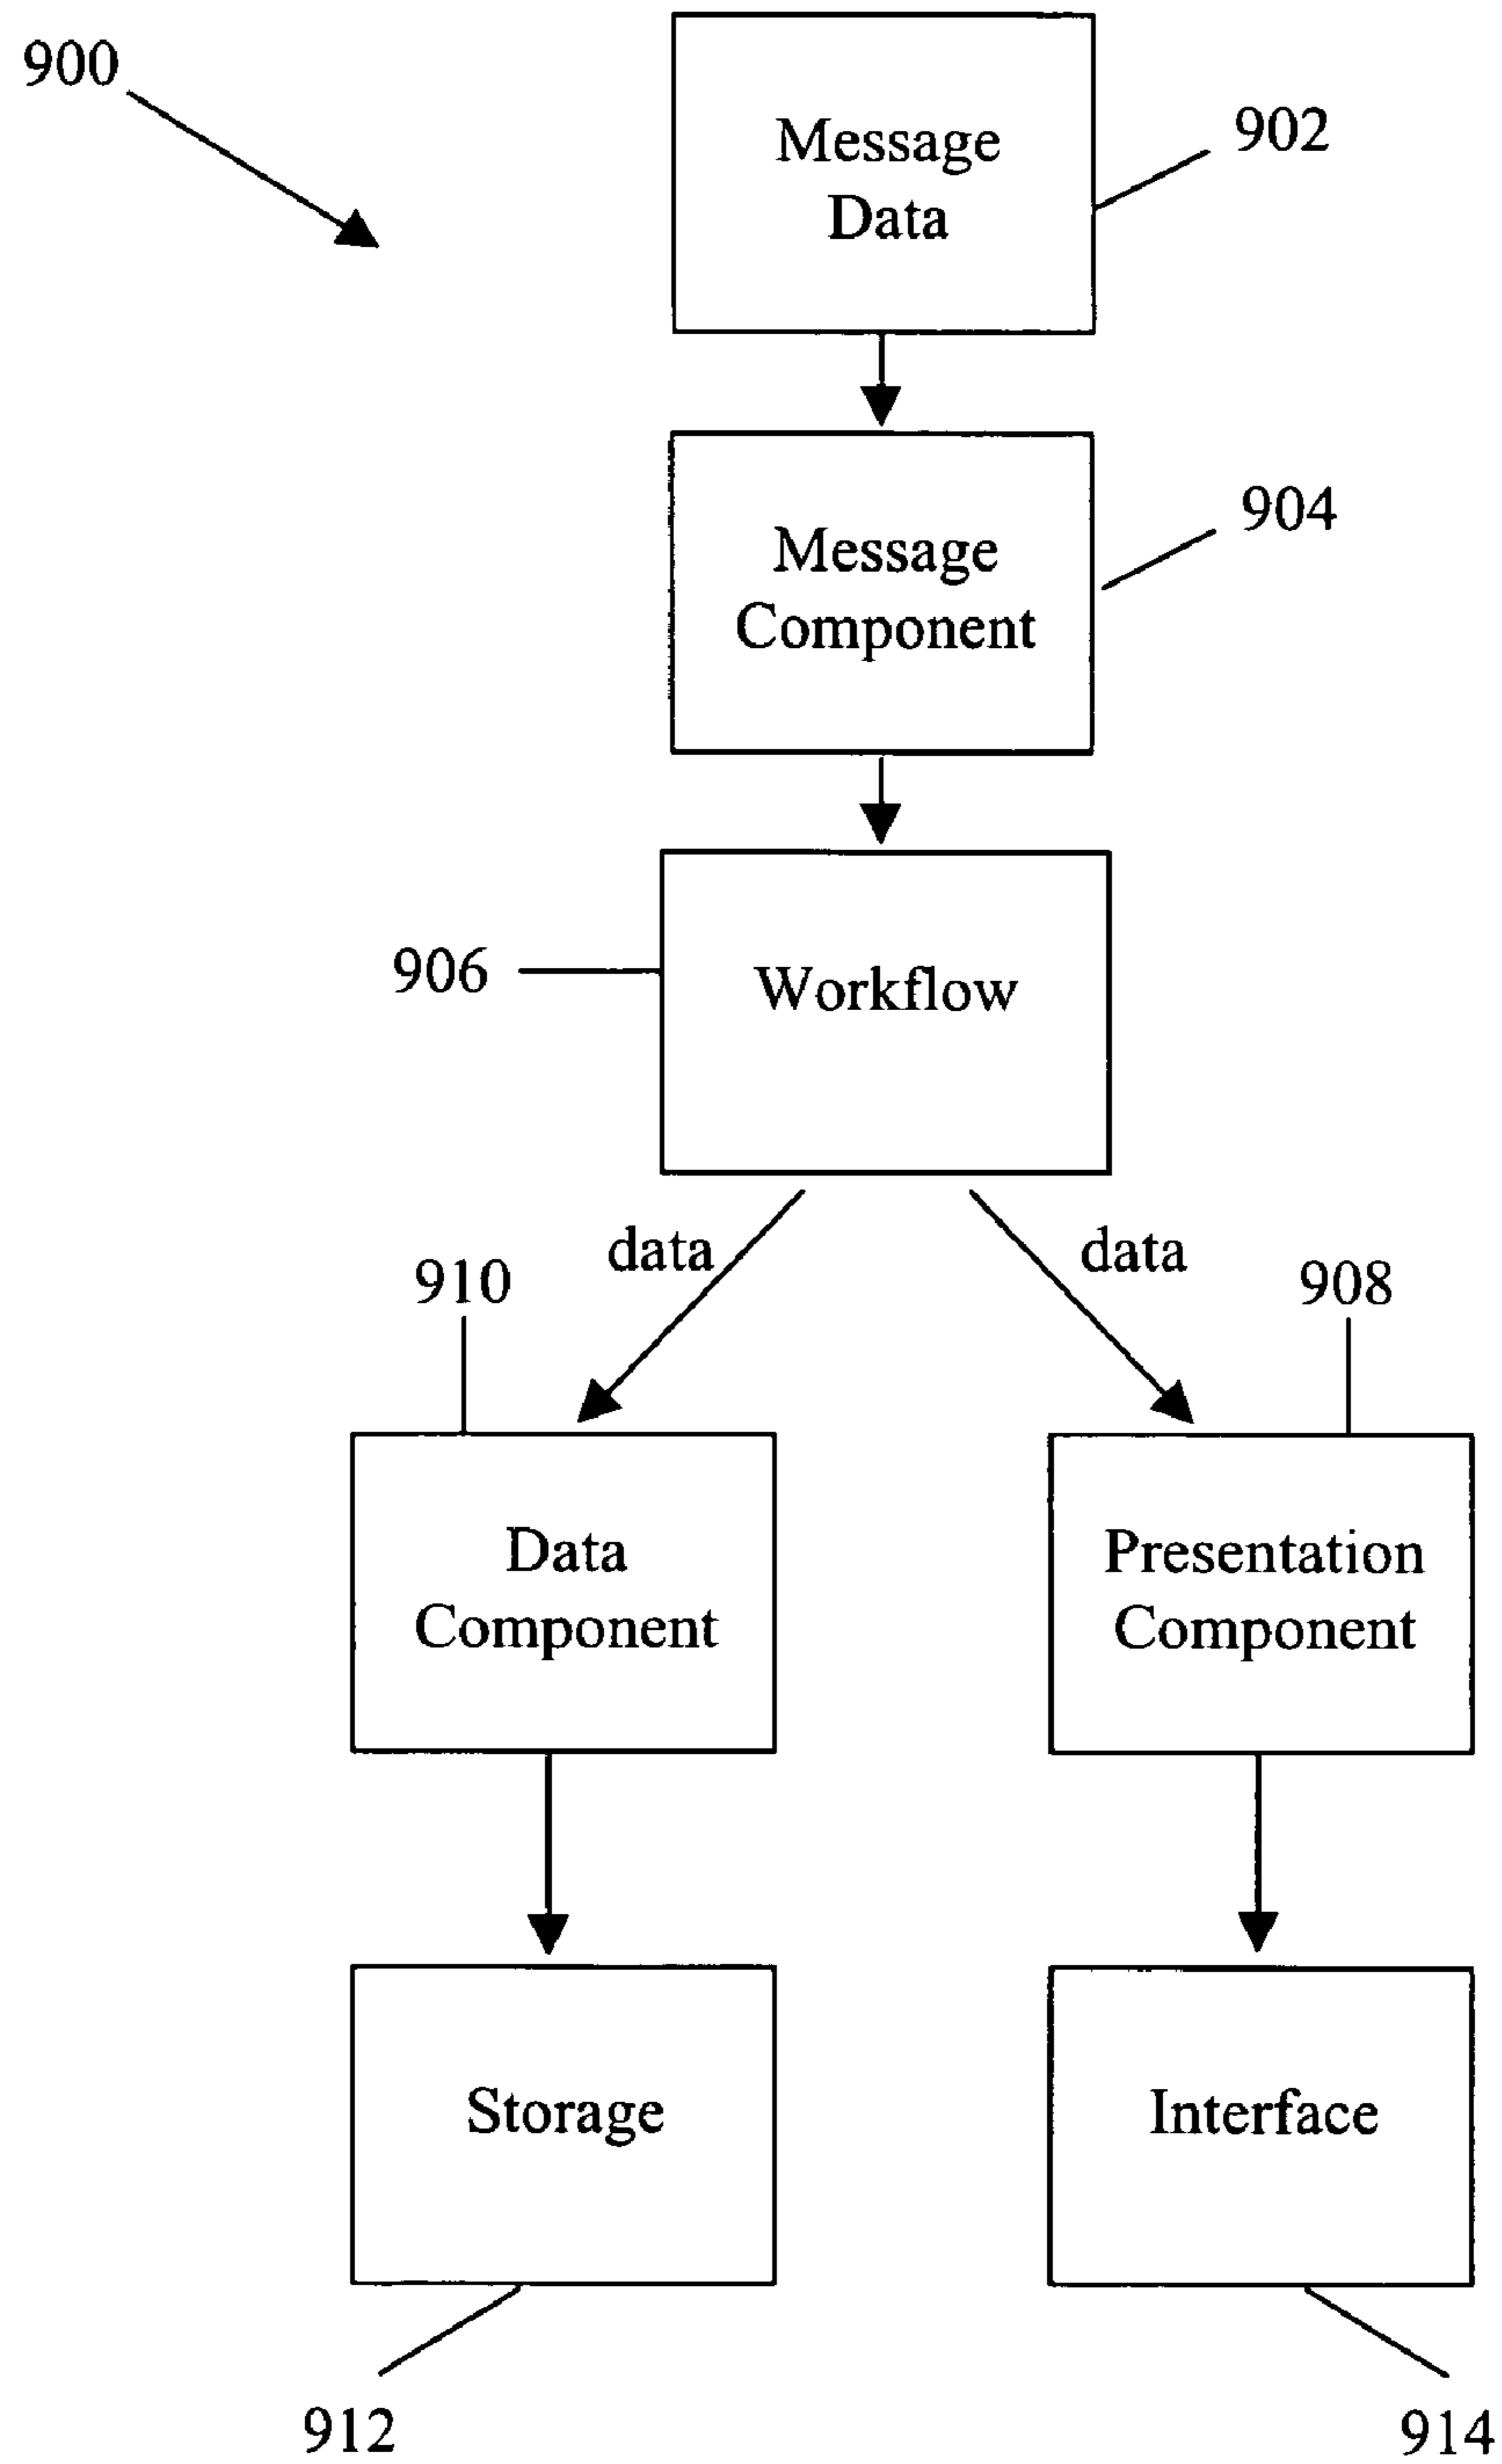 900
Message
Data
902
Message
Component
904
906
Workflow
data
data
910
908
Data
Component
Presentation
Component
Storage
Interface
912
914